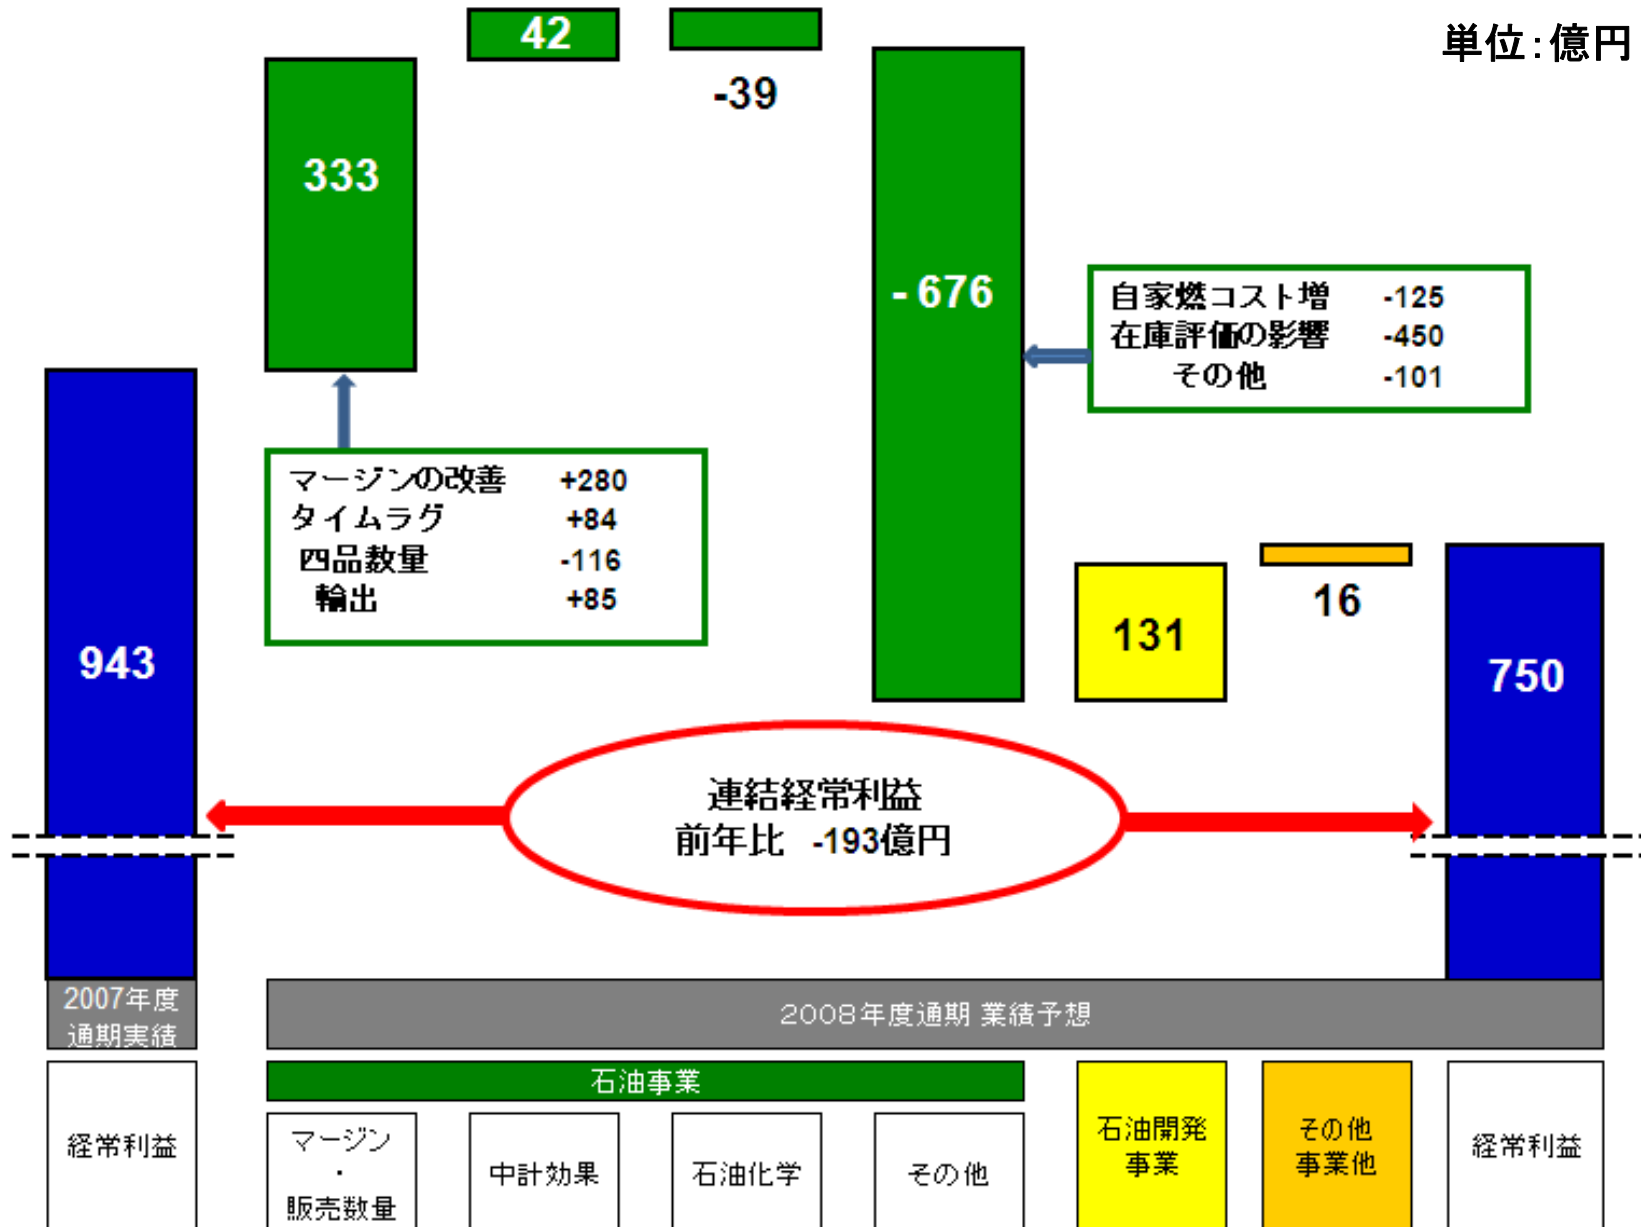 単位：億円
42
-39
333
- 676
自家燃コスト増 -125
在庫評価の影響 -450
その他 -101
マージンの改善 +280
タイムラグ +84
四品数量 -116
輸出 +85
943
131
16
750
連結経常利益
前年比 -193億円
2007年度
通期実績
2008年度通期 業績予想
石油事業
経常利益
マージン
・
販売数量
中計効果
石油化学
その他
石油開発
事業
その他
事業他
経常利益